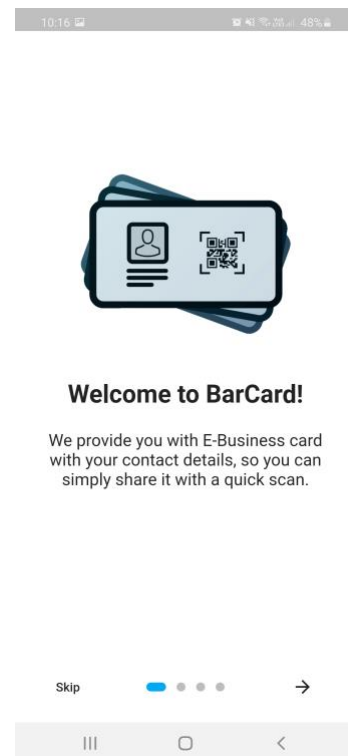 10:16
48%
Welcome to BarCard!
We provide you with E-Business card
with your contact details, so you can
simply share it with a quick scan.
Skip